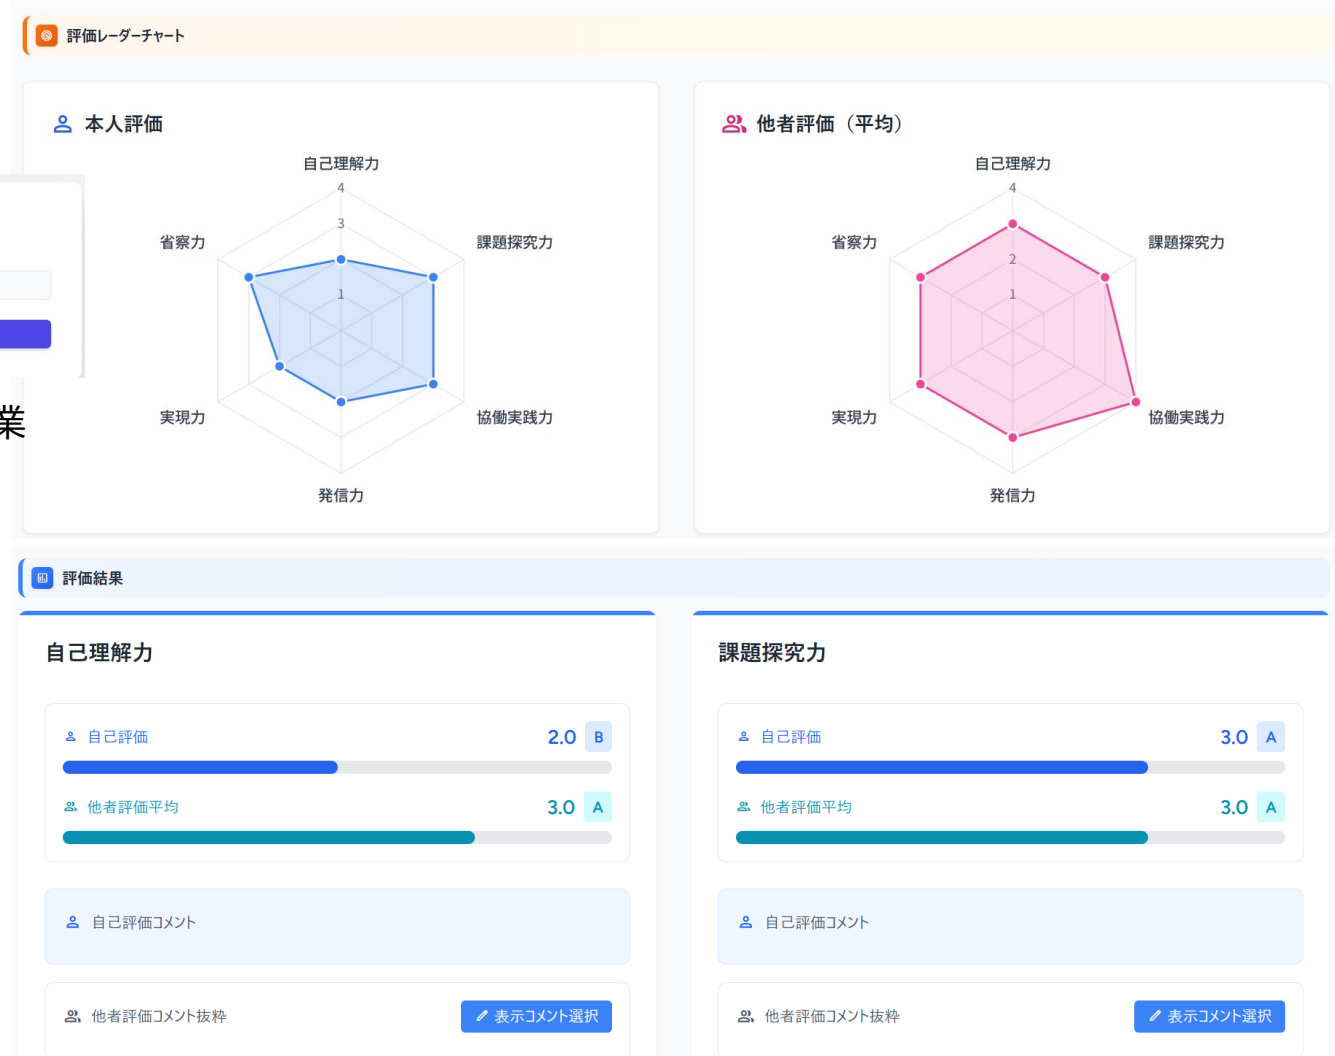 評価レーダーチャート
本人評価
自己理解力
4
3
1
省察力
課題探究力
実現力
協働実践力
発信力
他者評価（平均）
自己理解力
4
2
1
省察力
課題探究力
実現力
協働実践力
発信力
業
評価結果
自己理解力
自己評価 2.0 B
他者評価平均 3.0 A
自己評価コメント
他者評価コメント抜粋 表示コメント選択
課題探究力
自己評価 3.0 A
他者評価平均 3.0 A
自己評価コメント
他者評価コメント抜粋 表示コメント選択